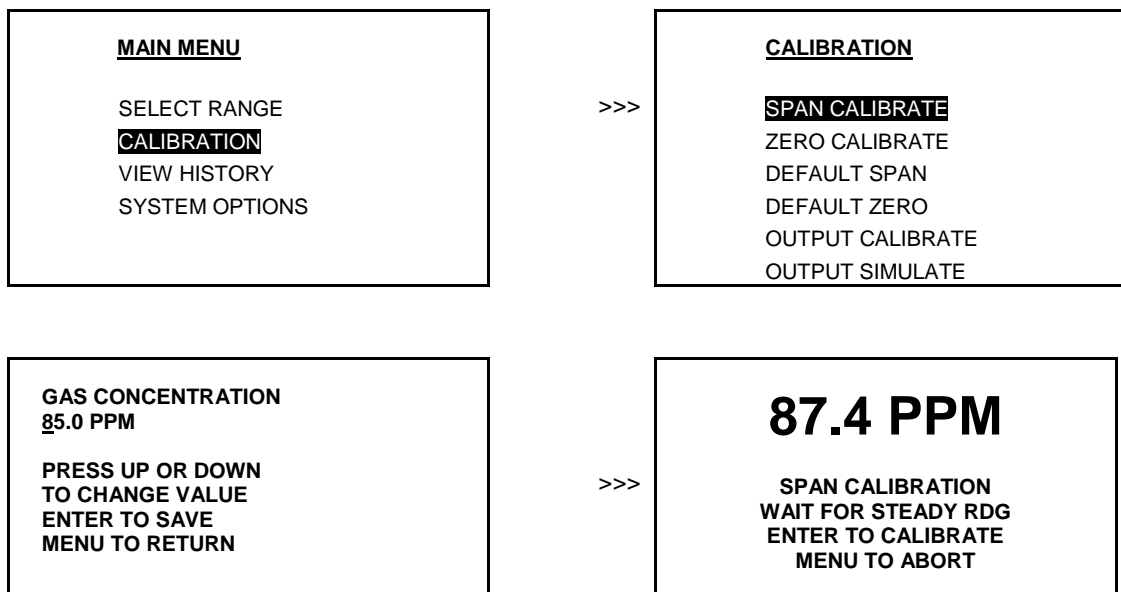 MAIN MENU
SELECT RANGE
CALIBRATION
VIEW HISTORY
SYSTEM OPTIONS
>>>
CALIBRATION
SPAN CALIBRATE
ZERO CALIBRATE
DEFAULT SPAN
DEFAULT ZERO
OUTPUT CALIBRATE
OUTPUT SIMULATE
GAS CONCENTRATION
85.0 PPM
PRESS UP OR DOWN
TO CHANGE VALUE
ENTER TO SAVE
MENU TO RETURN
>>>
87.4 PPM
SPAN CALIBRATION
WAIT FOR STEADY RDG
ENTER TO CALIBRATE
MENU TO ABORT